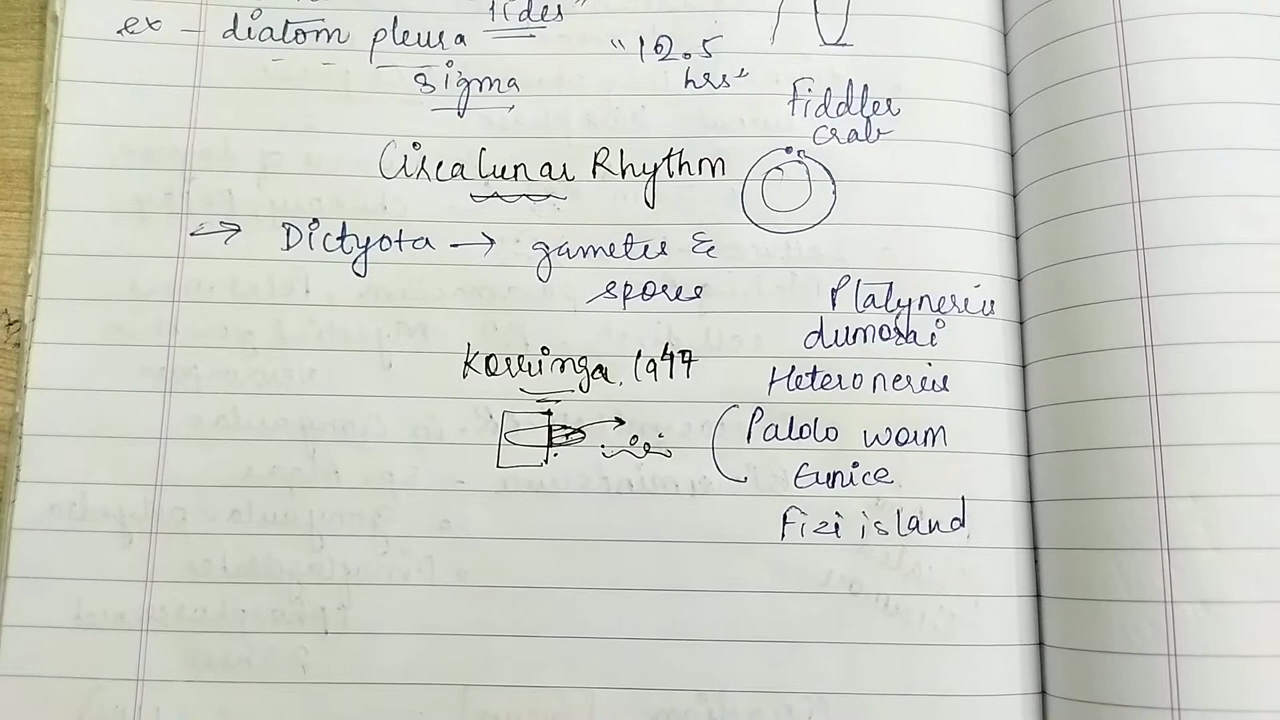 tides"
ex - diatom pleura
sigma
"12.5
hrs"
Fiddler
crab
Circalunar Rhythm
→ Dictyota → gametes &
spores
Korringa, 1947
Platynereis
dumorai
Heteronereis
Palolo worm
Eunice
Fizi island